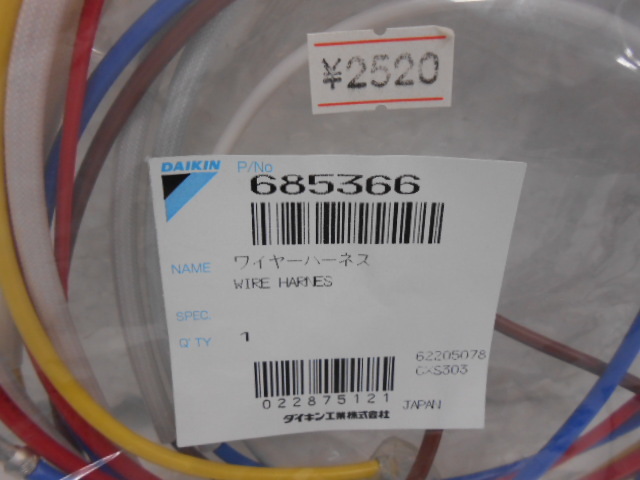 ¥2520
DAIKIN P/No
685366
NAME ワイヤーハーネス
WIRE HARNES
SPEC.
Q'TY 1
62205078
CXS303
022875121
ダイキン工業株式会社
JAPAN